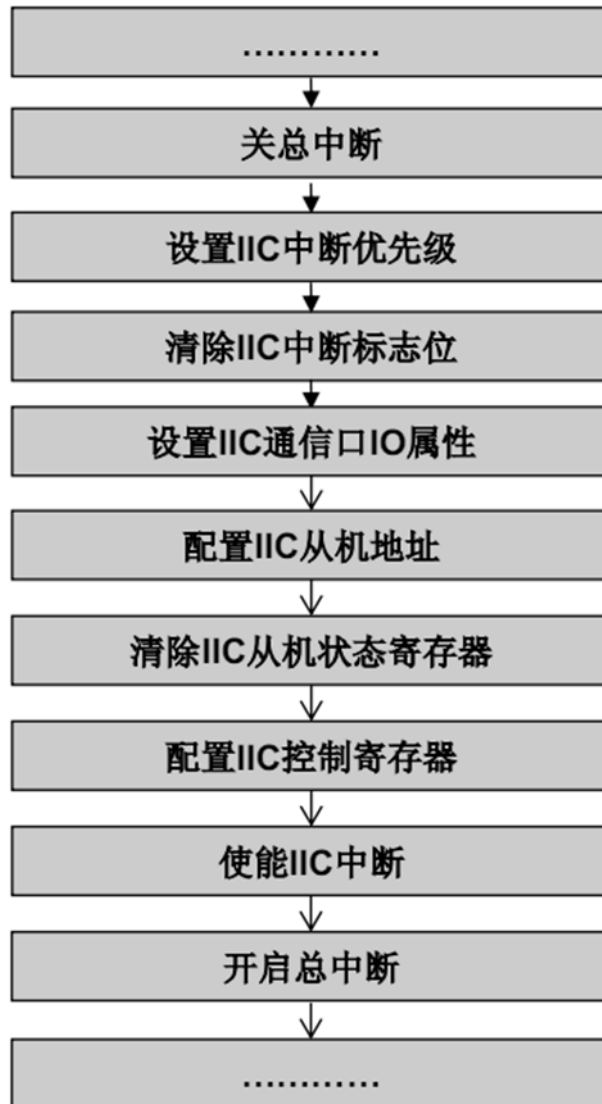 …………
关总中断
设置IIC中断优先级
清除IIC中断标志位
设置IIC通信口IO属性
配置IIC从机地址
清除IIC从机状态寄存器
配置IIC控制寄存器
使能IIC中断
开启总中断
…………